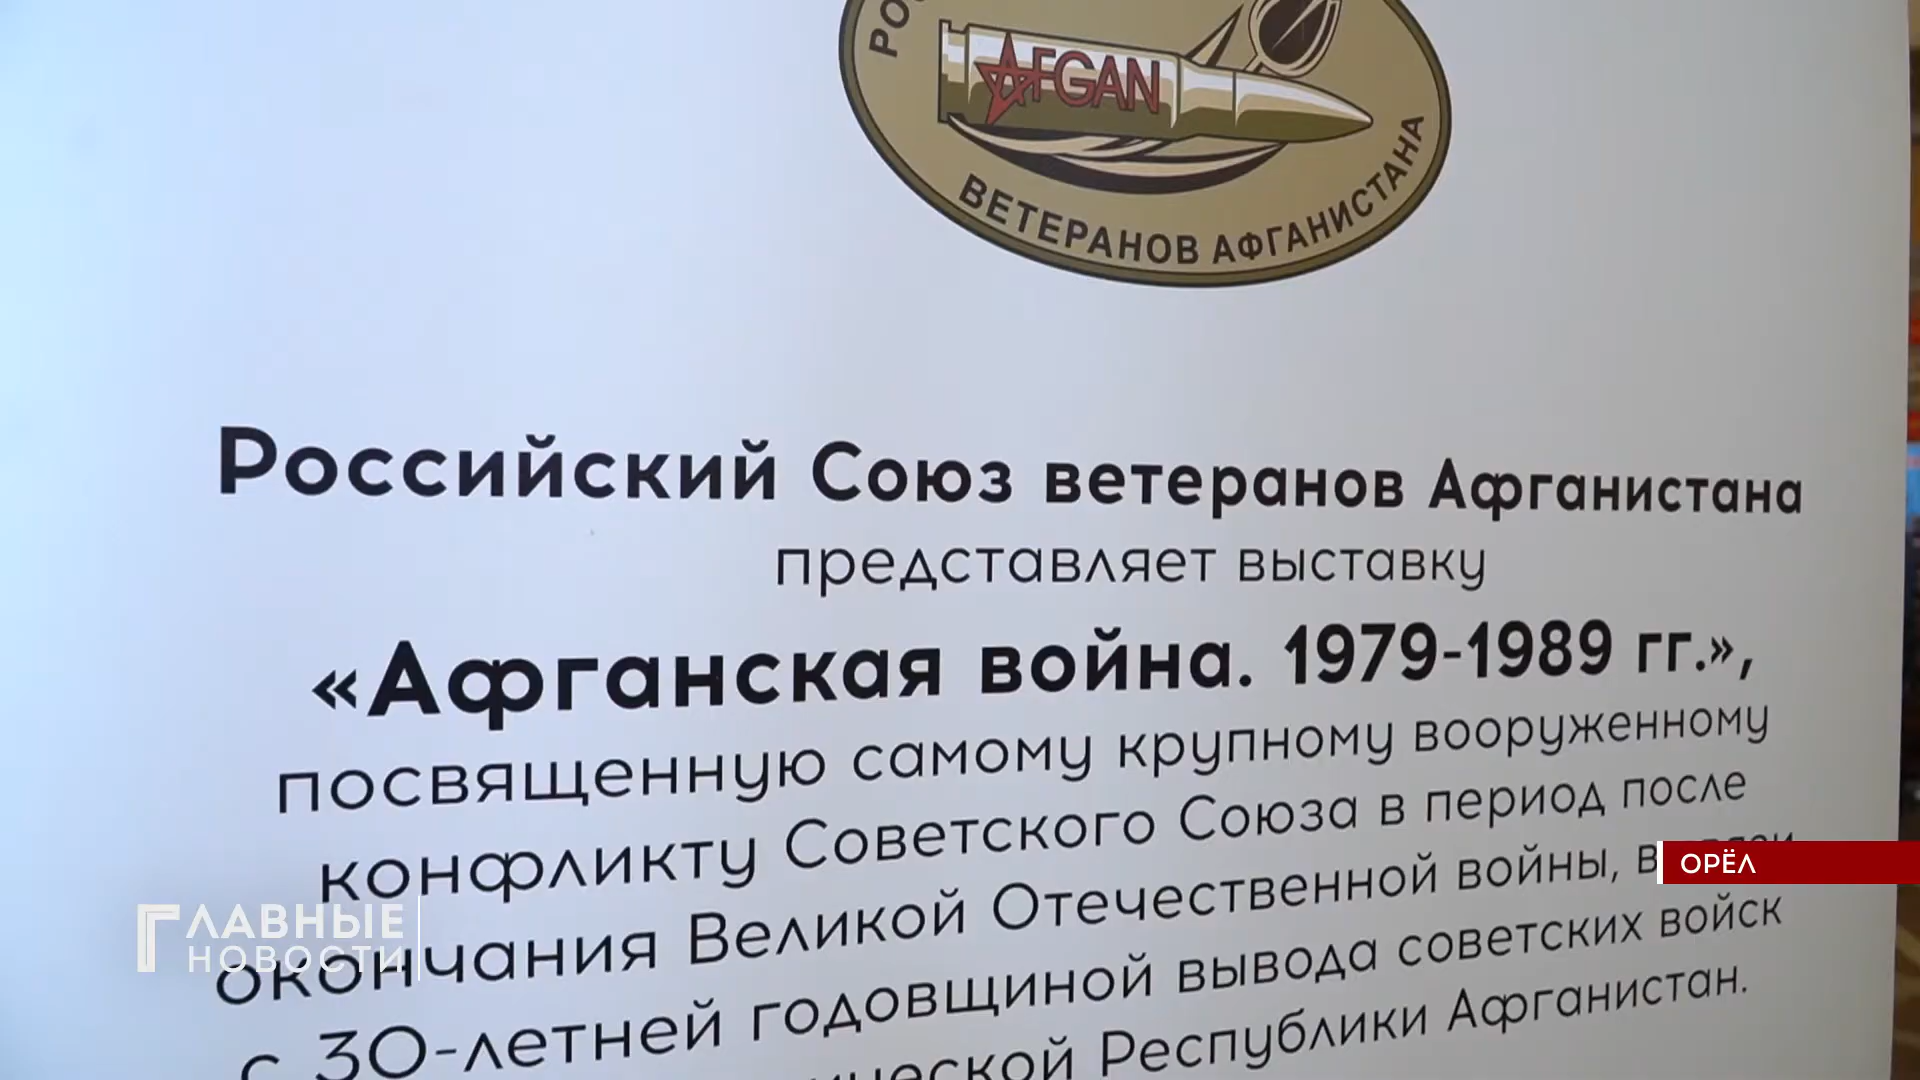 AFGAN
ВЕТЕРАНОВ АФГАНИСТАНА
Российский Союз ветеранов Афганистана
представляет выставку
«Афганская война. 1979-1989 гг.»,
посвященную самому крупному вооруженному
конфликту Советского Союза в период после
окончания Великой Отечественной войны, в
с 30-летней годовщиной вывода советских войск
Республики Афганистан.
ОРЁЛ
ГЛАВНЫЕ
НОВОСТИ